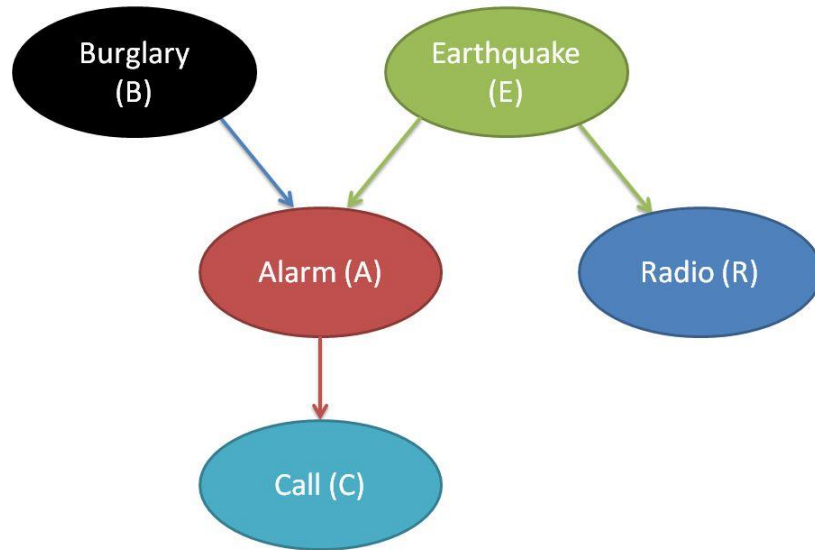 Burglary
(B)
Earthquake
(E)
Alarm (A)
Radio (R)
Call (C)